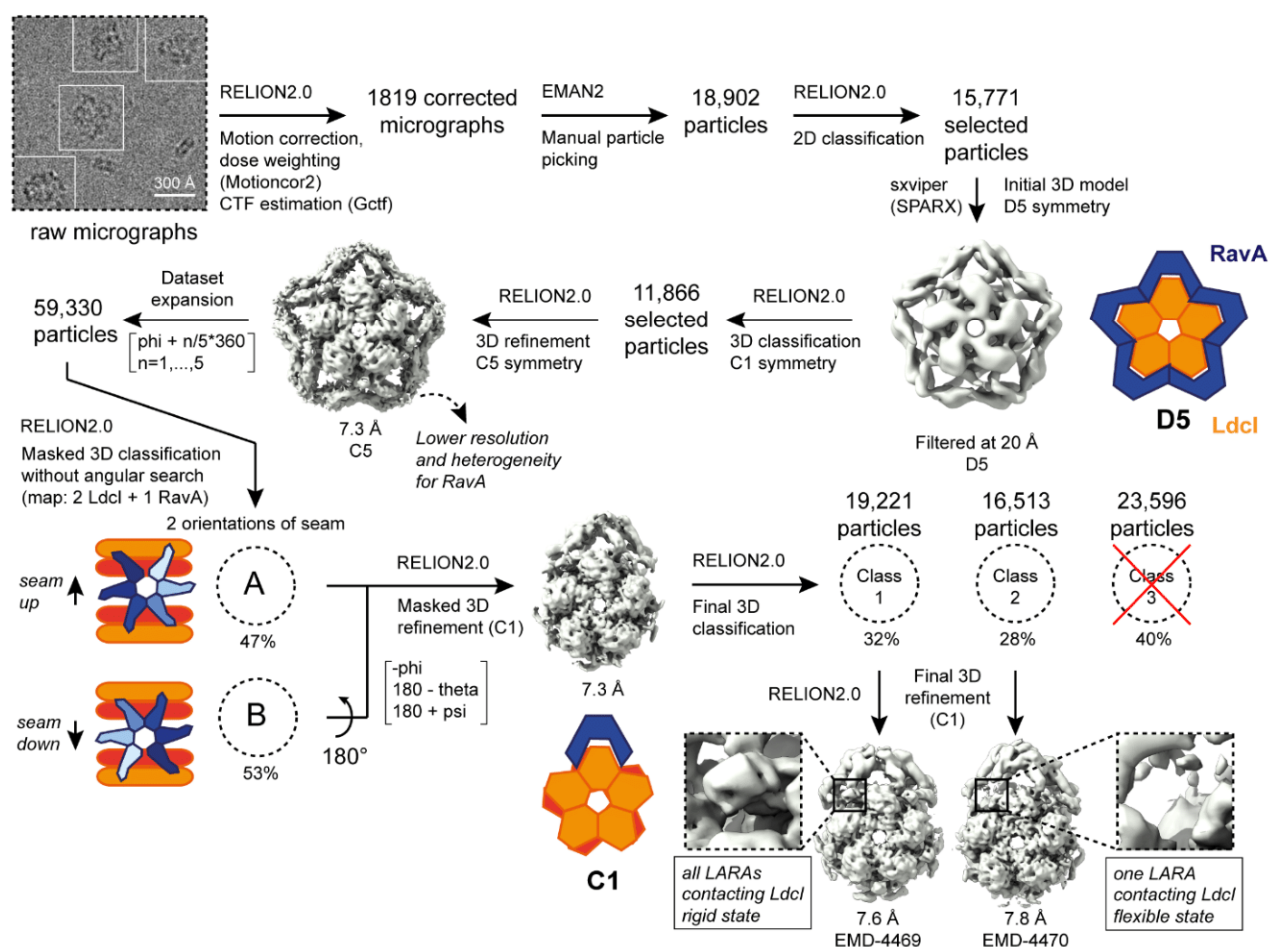 300 Å
raw micrographs
RELION2.0
Motion correction,
dose weighting
(Motioncor2)
CTF estimation (Gctf)
1819 corrected
micrographs
EMAN2
Manual particle
picking
18,902
particles
RELION2.0
2D classification
15,771
selected
particles
sxviper
(SPARX)
Initial 3D model
D5 symmetry
RavA
D5
LdcI
Filtered at 20 Å
D5
RELION2.0
3D classification
C1 symmetry
11,866
selected
particles
RELION2.0
3D refinement
C5 symmetry
7.3 Å
C5
Lower resolution
and heterogeneity
for RavA
Dataset
expansion
phi + n/5*360
n=1,...,5
59,330
particles
RELION2.0
Masked 3D classification
without angular search
(map: 2 LdcI + 1 RavA)
2 orientations of seam
seam
up
A
47%
seam
down
B
53%
180°
RELION2.0
Masked 3D
refinement (C1)
-phi
180 - theta
180 + psi
7.3 Å
C1
RELION2.0
Final 3D
classification
19,221
particles
Class
1
32%
16,513
particles
Class
2
28%
23,596
particles
Class
3
40%
RELION2.0
Final 3D
refinement
(C1)
all LARAs
contacting LdcI
rigid state
7.6 Å
EMD-4469
7.8 Å
EMD-4470
one LARA
contacting LdcI
flexible state